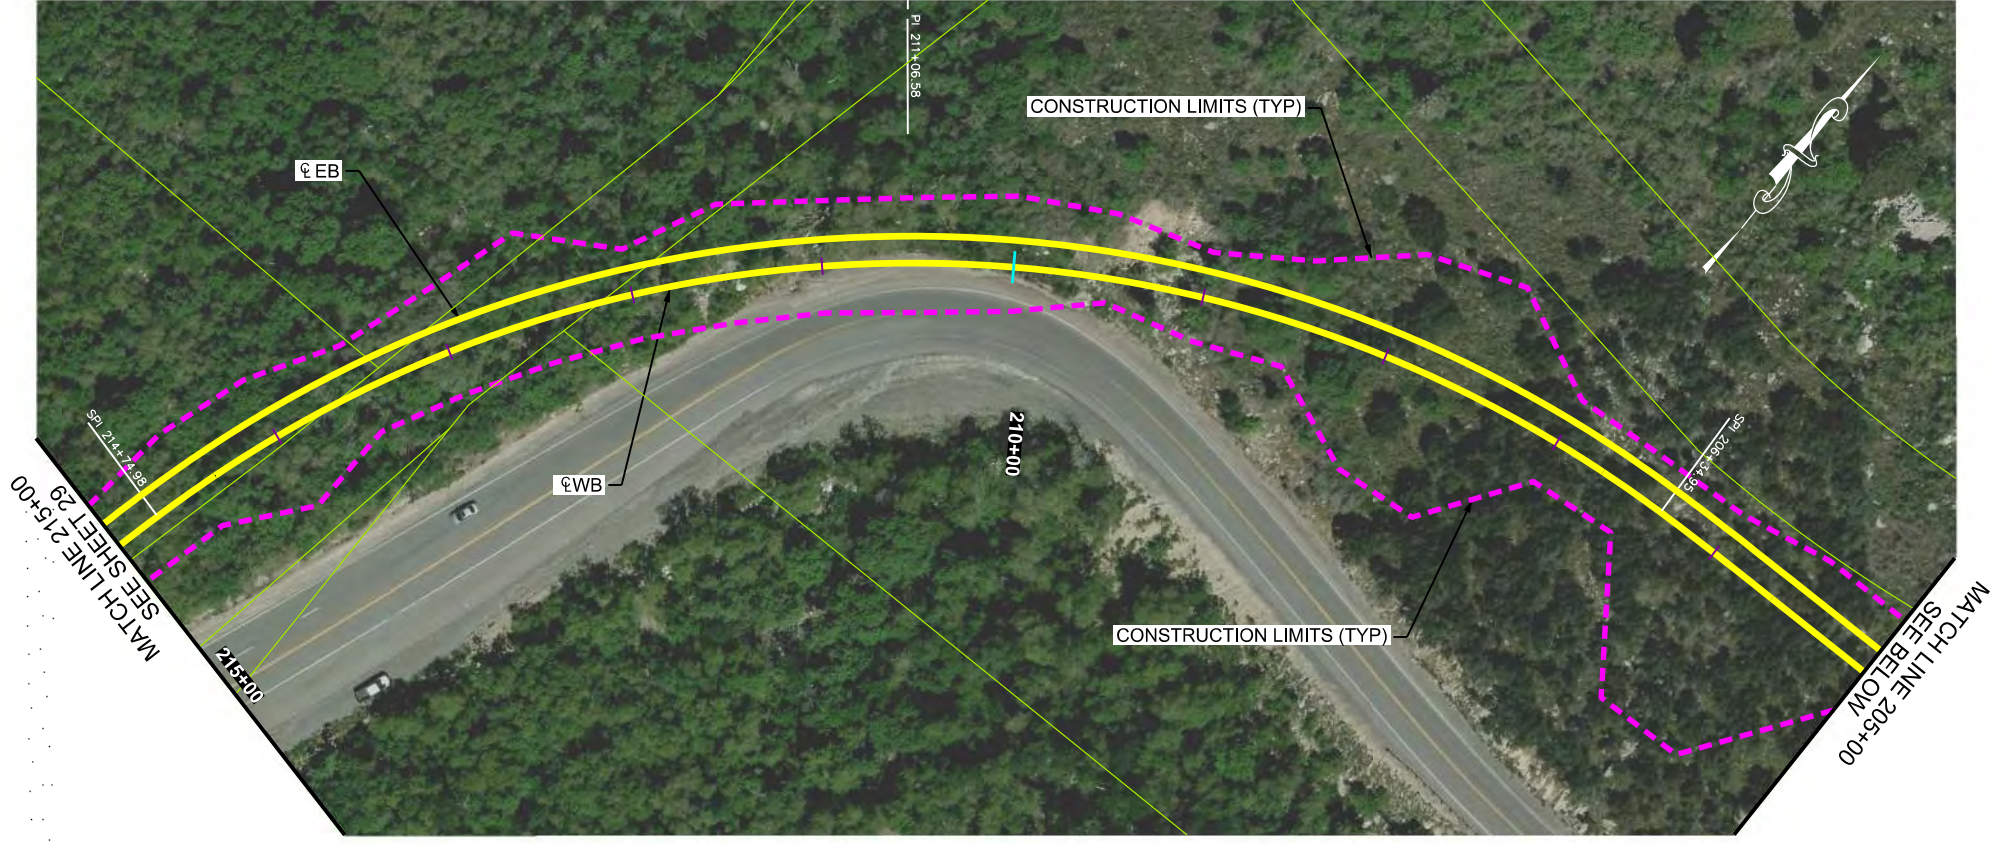 PI 211+06.58
CONSTRUCTION LIMITS (TYP)
℄ EB
SPI 214+74.98
210+00
SPI 206+34.95
℄ WB
MATCH LINE 215+00
SEE SHEET 29
215+00
CONSTRUCTION LIMITS (TYP)
MATCH LINE 205+00
SEE BELOW